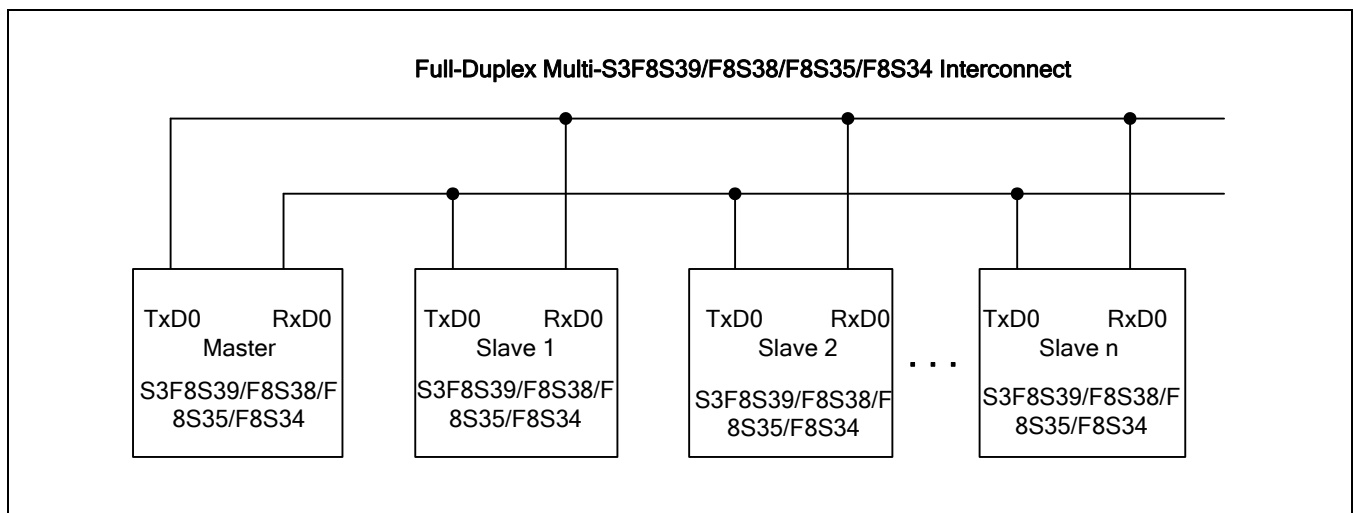 Full-Duplex Multi-S3F8S39/F8S38/F8S35/F8S34 Interconnect
TxD0 RxD0
Master
S3F8S39/F8S38/F
8S35/F8S34
TxD0 RxD0
Slave 1
S3F8S39/F8S38/F
8S35/F8S34
TxD0 RxD0
Slave 2
S3F8S39/F8S38/F
8S35/F8S34
. . .
TxD0 RxD0
Slave n
S3F8S39/F8S38/F
8S35/F8S34